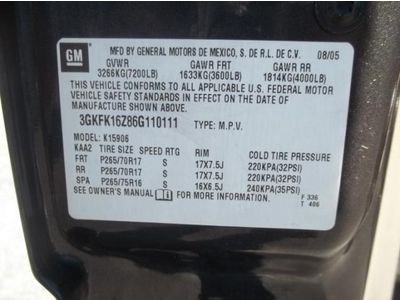 GM MFD BY GENERAL MOTORS DE MEXICO, S. DE R.L. DE C.V. 08/05
GVWR GAWR FRT GAWR RR
3266KG(7200LB) 1633KG(3600LB) 1814KG(4000LB)
THIS VEHICLE CONFORMS TO ALL APPLICABLE U.S. FEDERAL MOTOR
VEHICLE SAFETY STANDARDS IN EFFECT ON THE DATE OF
MANUFACTURE SHOWN ABOVE.
3GKFK16Z86G110111 TYPE: M.P.V.
MODEL: K15906
KAA2 TIRE SIZE SPEED RTG RIM COLD TIRE PRESSURE
FRT P265/70R17 S 17X7.5J 220KPA(32PSI)
RR P265/70R17 S 17X7.5J 220KPA(32PSI)
SPA P265/75R16 S 16X6.5J 240KPA(35PSI)
SEE OWNER'S MANUAL FOR MORE INFORMATION. F 336
T 406